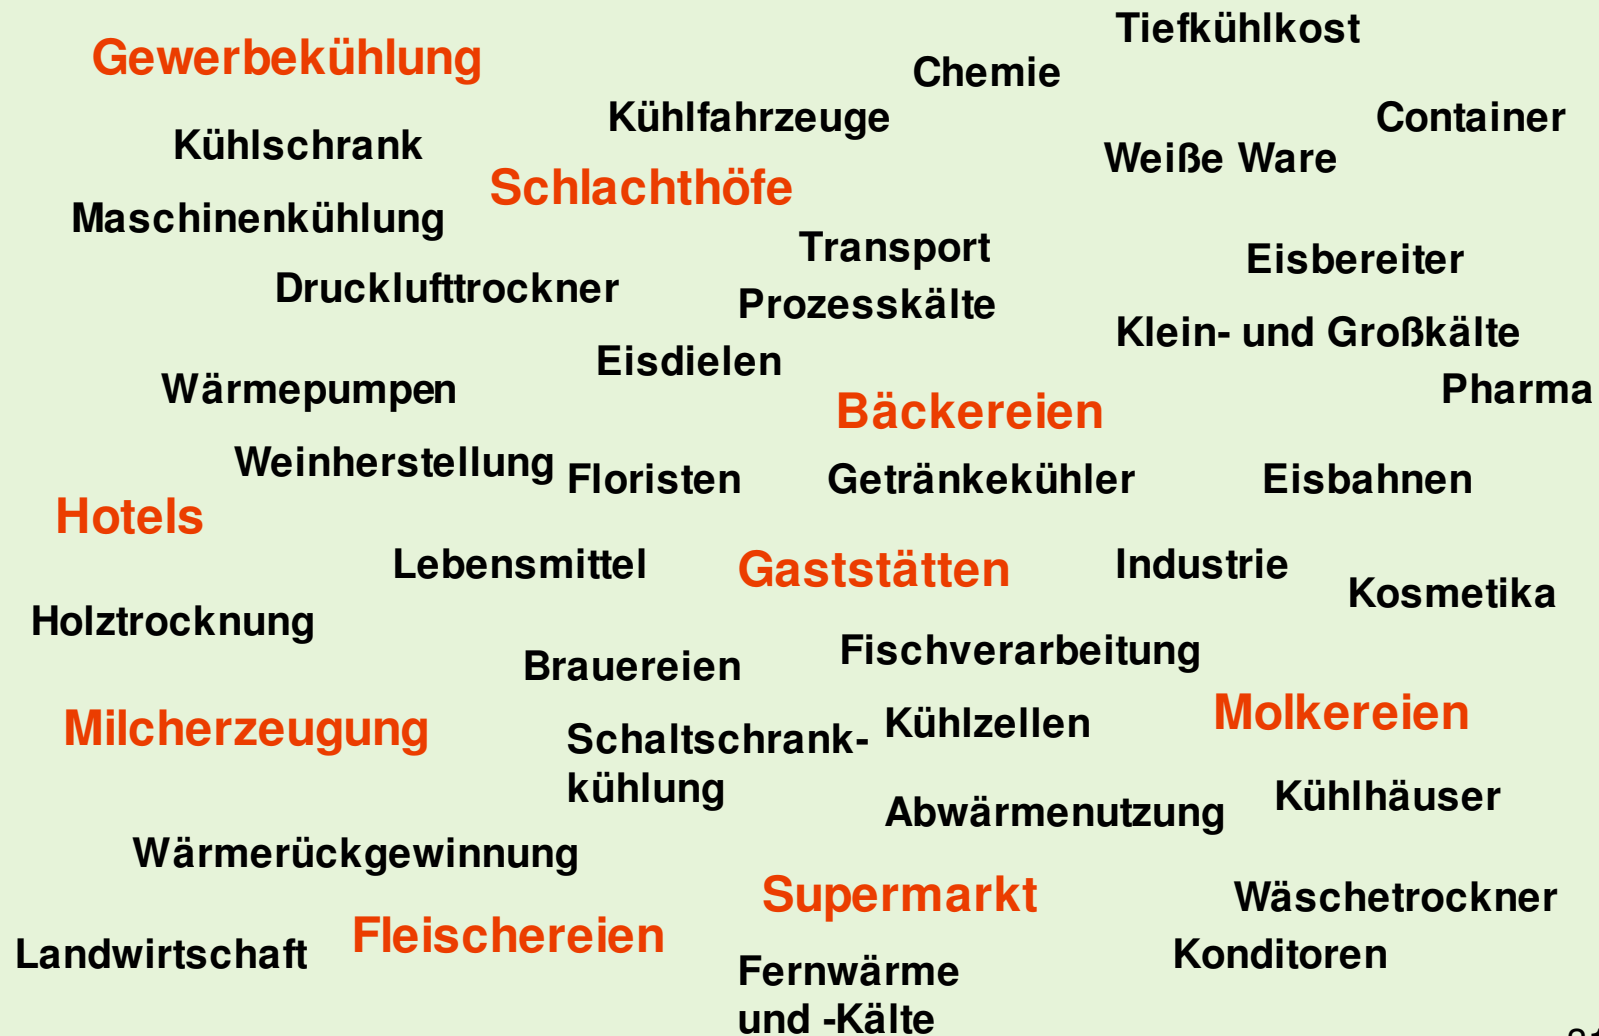 Tiefkühlkost
Gewerbekühlung
Chemie
Kühlfahrzeuge
Container
Kühlschrank
Weiße Ware
Schlachthöfe
Maschinenkühlung
Transport
Eisbereiter
Drucklufttrockner
Prozesskälte
Klein- und Großkälte
Eisdielen
Wärmepumpen
Pharma
Bäckereien
Weinherstellung
Floristen
Getränkekühler
Eisbahnen
Hotels
Lebensmittel
Gaststätten
Industrie
Kosmetika
Holztrocknung
Fischverarbeitung
Brauereien
Molkereien
Milcherzeugung
Kühlzellen
Schaltschrank-
kühlung
Kühlhäuser
Abwärmenutzung
Wärmerückgewinnung
Supermarkt
Wäschetrockner
Fleischereien
Landwirtschaft
Konditoren
Fernwärme
und -Kälte